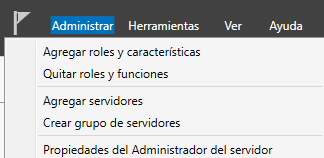 Administrar Herramientas Ver Ayuda
Agregar roles y características
Quitar roles y funciones
Agregar servidores
Crear grupo de servidores
Propiedades del Administrador del servidor